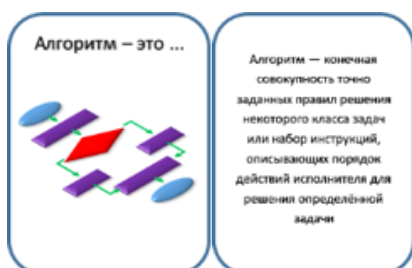 Алгоритм – это ...
Алгоритм — конечная
совокупность точно
заданных правил решения
некоторого класса задач
или набор инструкций,
описывающих порядок
действий исполнителя для
решения определённой
задачи